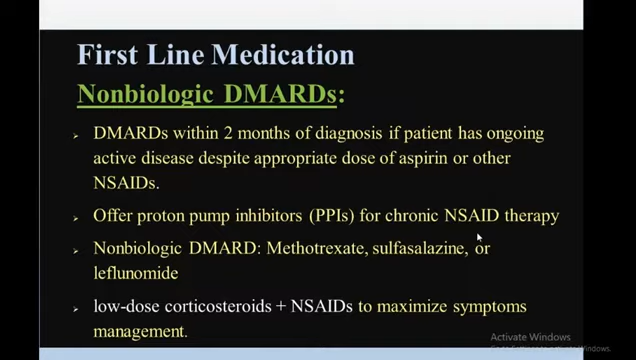 First Line Medication
Nonbiologic DMARDs:
➢ DMARDs within 2 months of diagnosis if patient has ongoing
active disease despite appropriate dose of aspirin or other
NSAIDs.
➢ Offer proton pump inhibitors (PPIs) for chronic NSAID therapy
➢ Nonbiologic DMARD: Methotrexate, sulfasalazine, or
leflunomide
➢ low-dose corticosteroids + NSAIDs to maximize symptoms
management.
Activate Windows